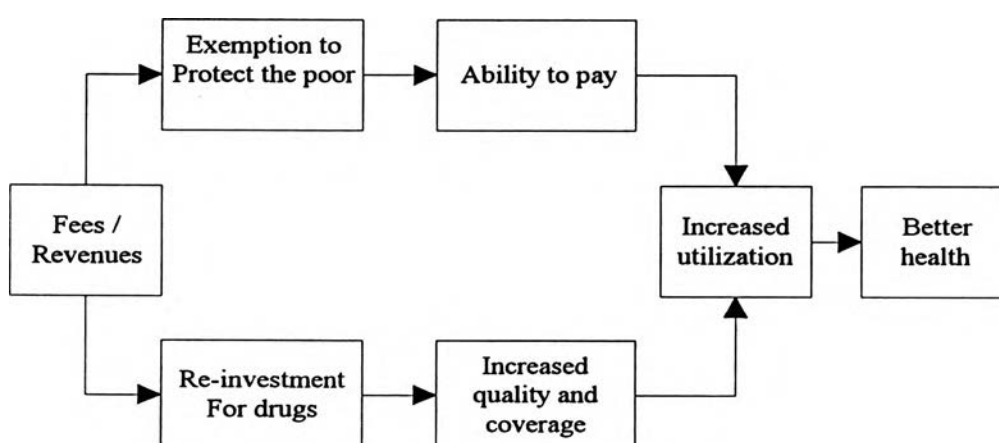 Exemption to
Protect the poor
Ability to pay
Fees /
Revenues
Increased
utilization
Better
health
Re-investment
For drugs
Increased
quality and
coverage